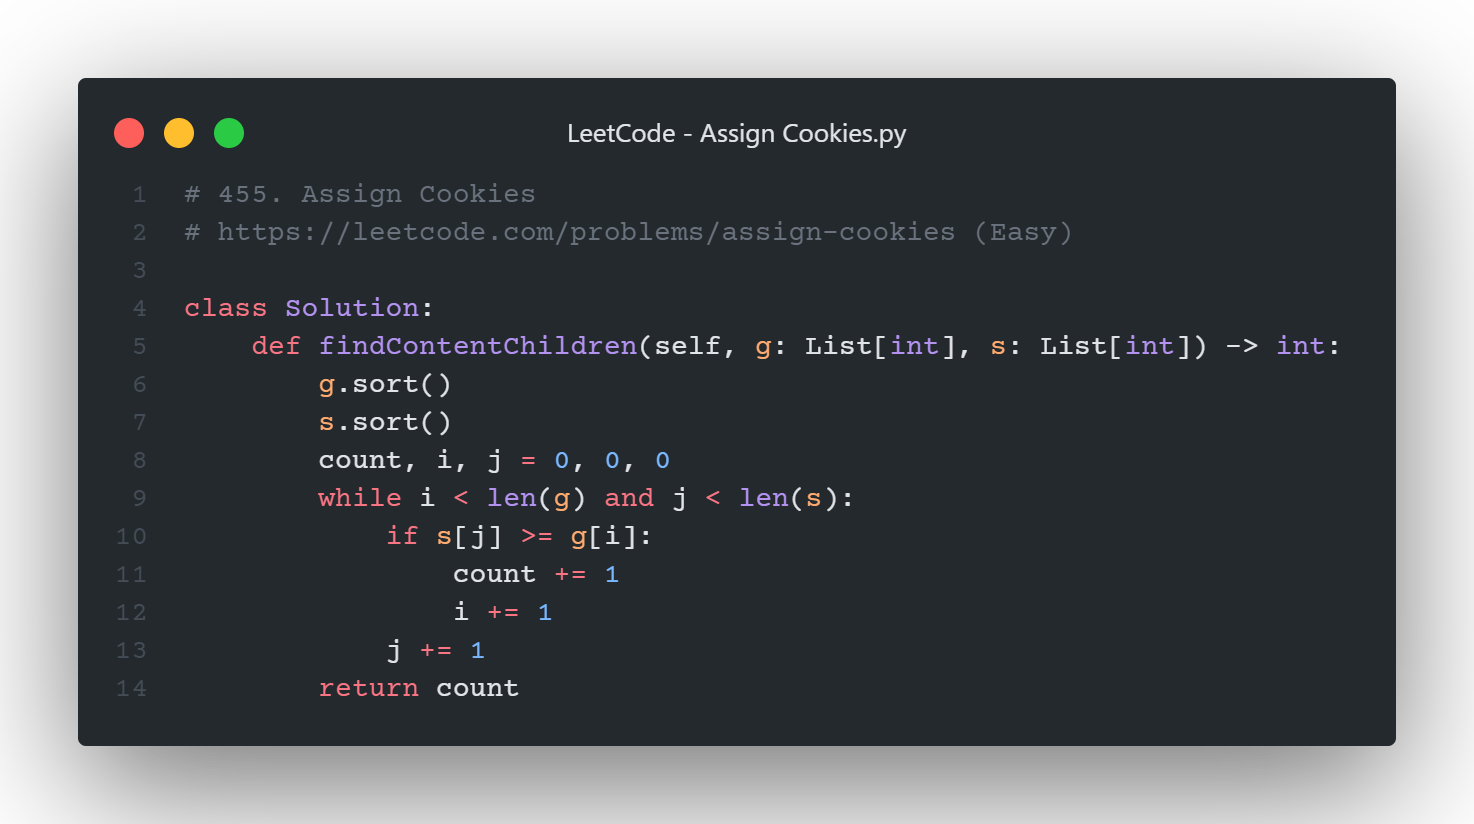 LeetCode - Assign Cookies.py
1 # 455. Assign Cookies
2 # https://leetcode.com/problems/assign-cookies (Easy)
3
4 class Solution:
5     def findContentChildren(self, g: List[int], s: List[int]) -> int:
6         g.sort()
7         s.sort()
8         count, i, j = 0, 0, 0
9         while i < len(g) and j < len(s):
10             if s[j] >= g[i]:
11                 count += 1
12                 i += 1
13             j += 1
14         return count